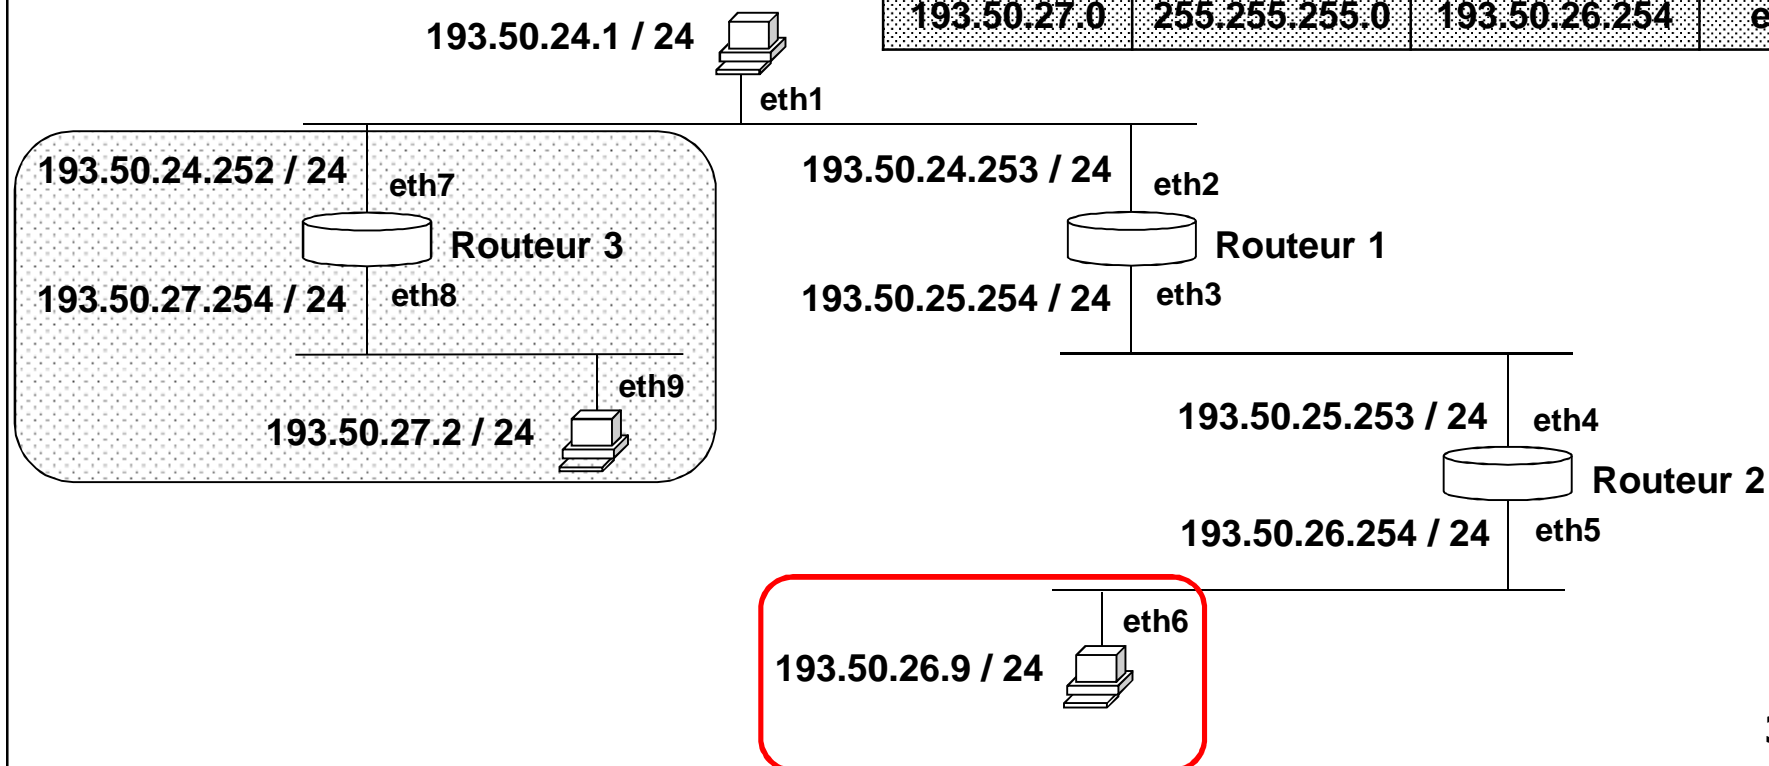 193.50.27.0 255.255.255.0 193.50.26.254
193.50.24.1 / 24
eth1
193.50.24.252 / 24
eth7
193.50.24.253 / 24
eth2
Routeur 3
Routeur 1
193.50.27.254 / 24
eth8
193.50.25.254 / 24
eth3
eth9
193.50.27.2 / 24
193.50.25.253 / 24
eth4
Routeur 2
193.50.26.254 / 24
eth5
eth6
193.50.26.9 / 24